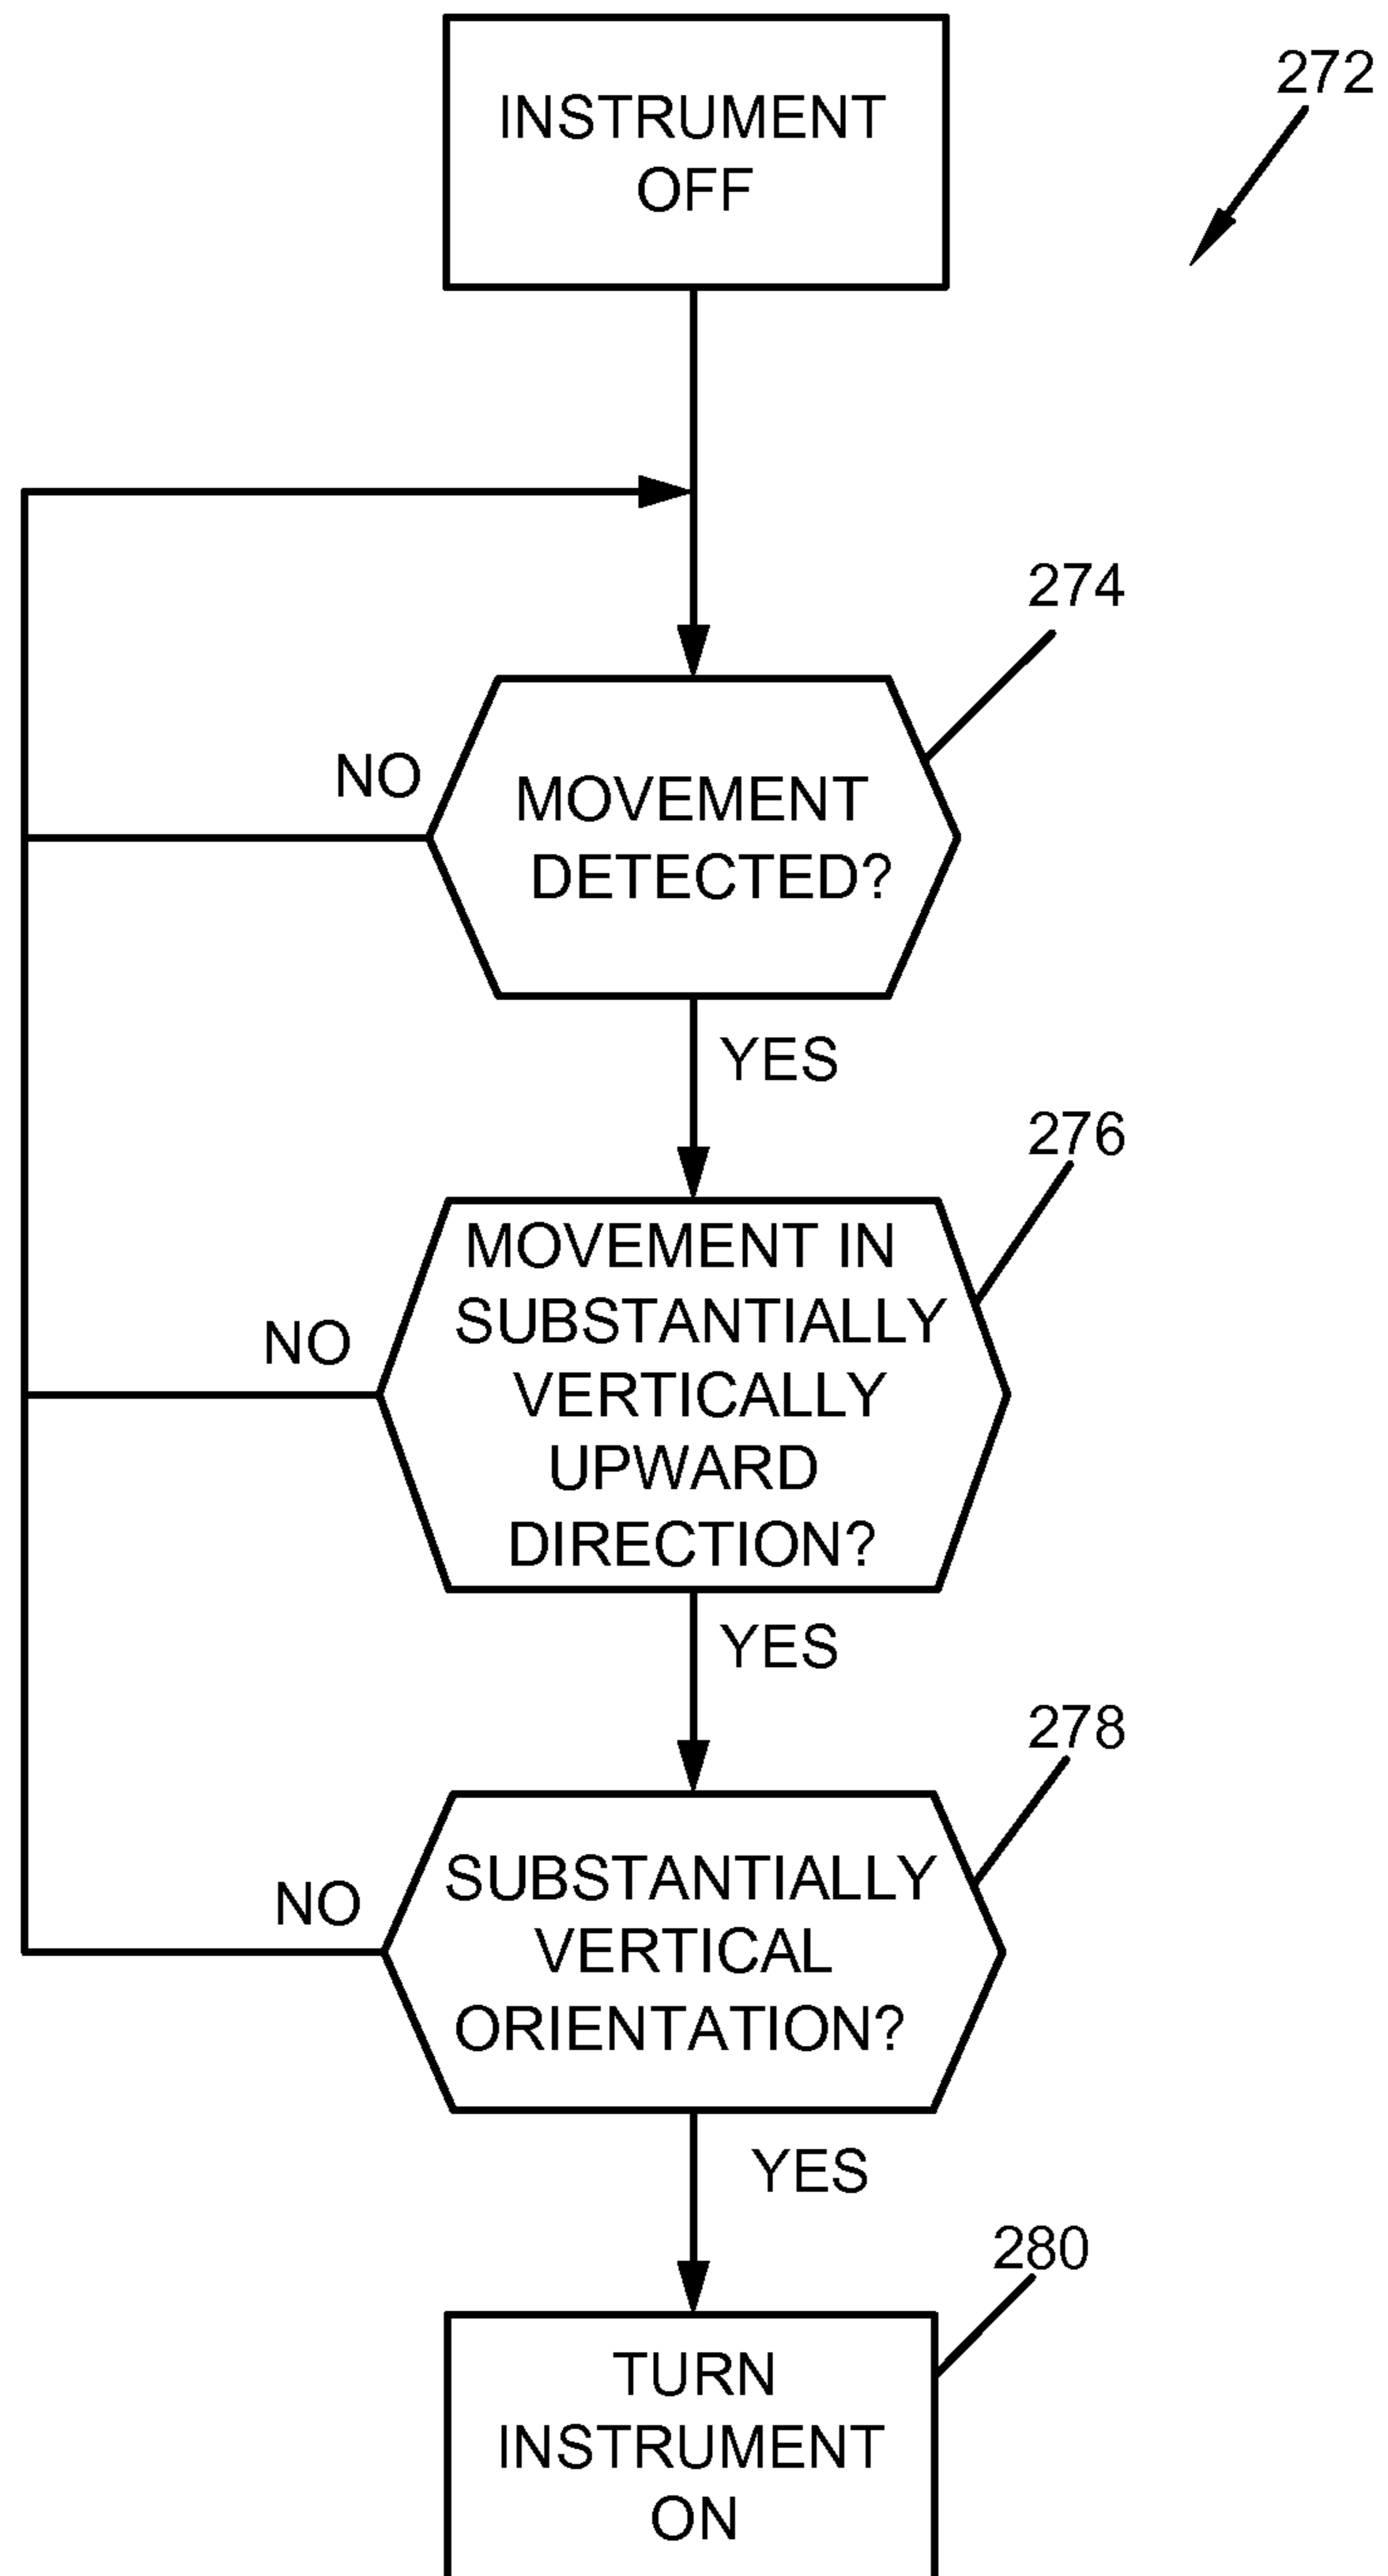 INSTRUMENT
OFF
272
274
NO
MOVEMENT
DETECTED?
YES
276
MOVEMENT IN
SUBSTANTIALLY
VERTICALLY
UPWARD
DIRECTION?
NO
YES
278
SUBSTANTIALLY
VERTICAL
ORIENTATION?
NO
YES
280
TURN
INSTRUMENT
ON